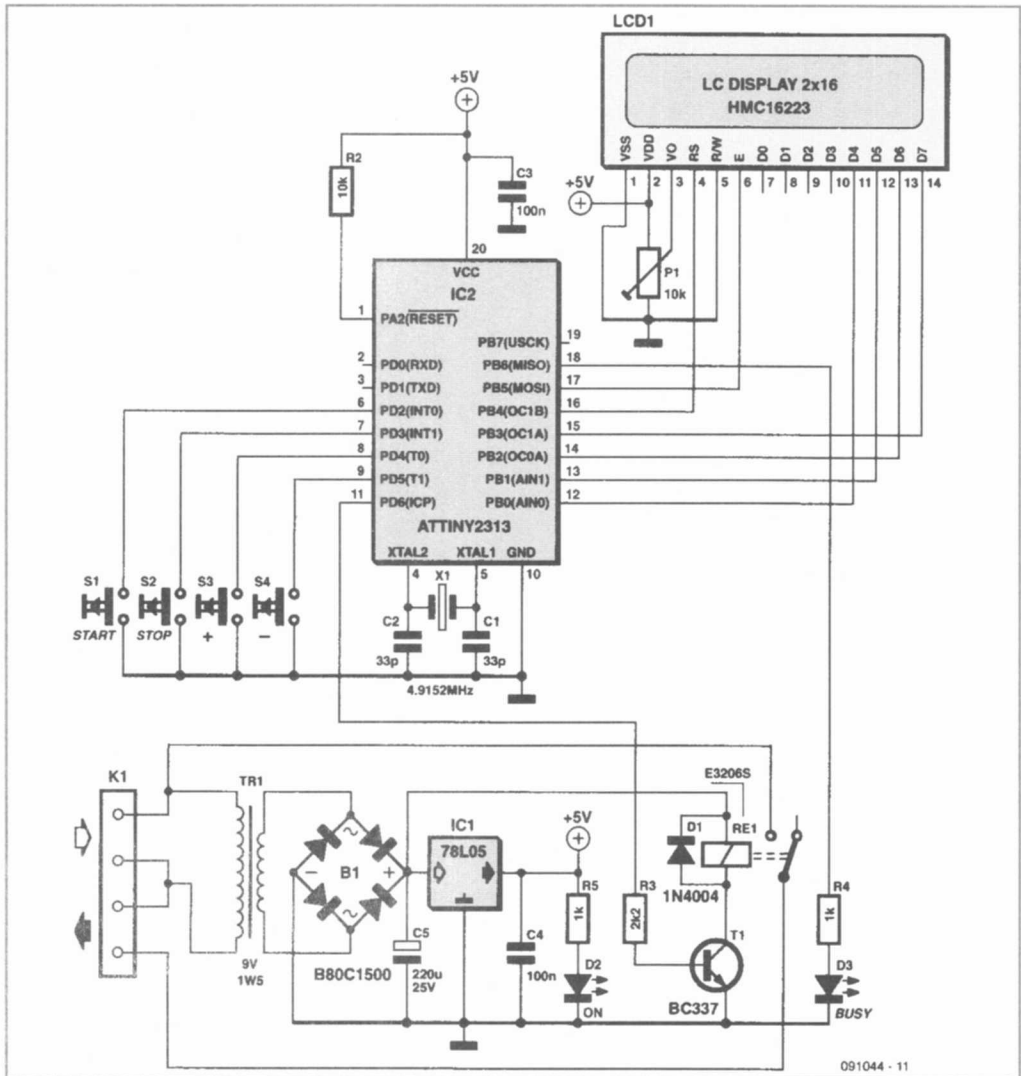 LCD1
LC DISPLAY 2x16
HMC16223
VSS VDD VO RS R/W E D0 D1 D2 D3 D4 D5 D6 D7
1 2 3 4 5 6 7 8 9 10 11 12 13 14
+5V
+5V
R2
10k
C3
100n
P1
10k
20
VCC
IC2
1 PA2(RESET)
PB7(USCK) 19
2 PD0(RXD)
PB6(MISO) 18
3 PD1(TXD)
PB5(MOSI) 17
6 PD2(INT0)
PB4(OC1B) 16
7 PD3(INT1)
PB3(OC1A) 15
8 PD4(T0)
PB2(OC0A) 14
9 PD5(T1)
PB1(AIN1) 13
11 PD6(ICP)
PB0(AIN0) 12
ATTINY2313
XTAL2 XTAL1 GND
4 5 10
X1
S1 S2 S3 S4
START STOP + –
C2 C1
33p 33p
4.9152MHz
K1
TR1
9V
1W5
~
– B1 +
~
B80C1500
IC1
78L05
C5
220u
25V
C4
100n
+5V
R5
1k
D2
ON
R3
2k2
E3206S
D1
RE1
1N4004
T1
BC337
R4
1k
D3
BUSY
091044 - 11